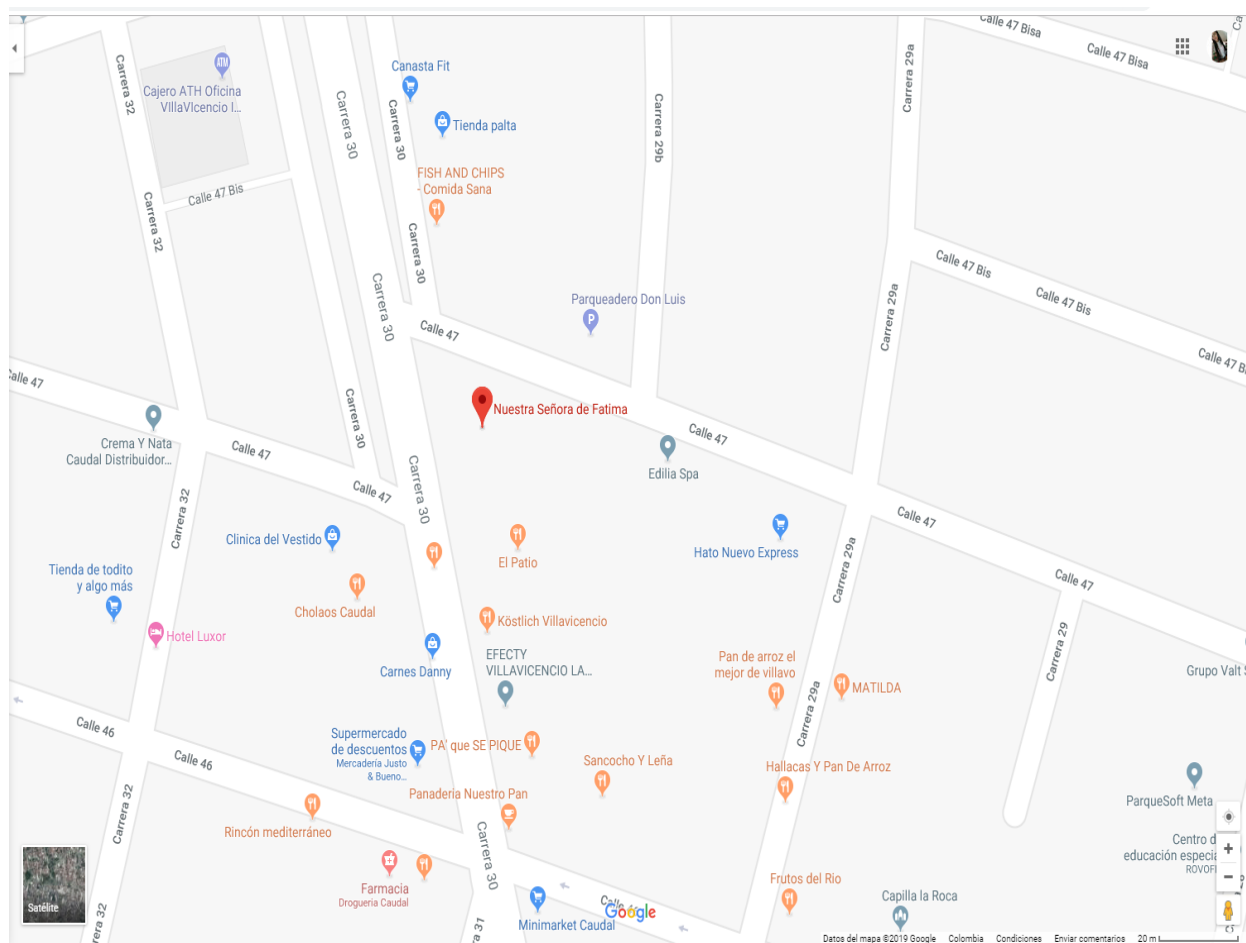 Calle 47 Bisa
Calle 47 Bisa
Carrera 32
ATM
Cajero ATH Oficina
VIllaVIcencio I...
Carrera 30
Carrera 30
Canasta Fit
Tienda palta
Carrera 29b
Carrera 29a
FISH AND CHIPS
- Comida Sana
Calle 47 Bis
Carrera 32
Carrera 30
Carrera 30
Calle 47 Bis
Calle 47 Bis
Calle 47 B
Parqueadero Don Luis
P
Calle 47
Carrera 29a
Calle 47
Carrera 30
Nuestra Señora de Fatima
Crema Y Nata
Caudal Distribuidor...
Calle 47
Calle 47
Edilia Spa
Calle 47
Carrera 30
Carrera 32
Calle 47
Clinica del Vestido
El Patio
Hato Nuevo Express
Carrera 29a
Calle 47
Tienda de todito
y algo más
Cholaos Caudal
Köstlich Villavicencio
Hotel Luxor
Carnes Danny
EFECTY
VILLAVICENCIO LA...
Pan de arroz el
mejor de villavo
MATILDA
Carrera 29
Grupo Valt S
Calle 46
Calle 46
Supermercado
de descuentos
Mercadería Justo
& Bueno...
PA' que SE PIQUE
Sancocho Y Leña
Carrera 29a
Hallacas Y Pan De Arroz
Panaderia Nuestro Pan
Carrera 32
Rincón mediterráneo
ParqueSoft Meta
Centro d
educación especia
ROVOFI
Carrera 30
Farmacia
Drogueria Caudal
Frutos del Rio
Capilla la Roca
Satélite
Minimarket Caudal
Google
Datos del mapa ©2019 Google Colombia Condiciones Enviar comentarios 20 m